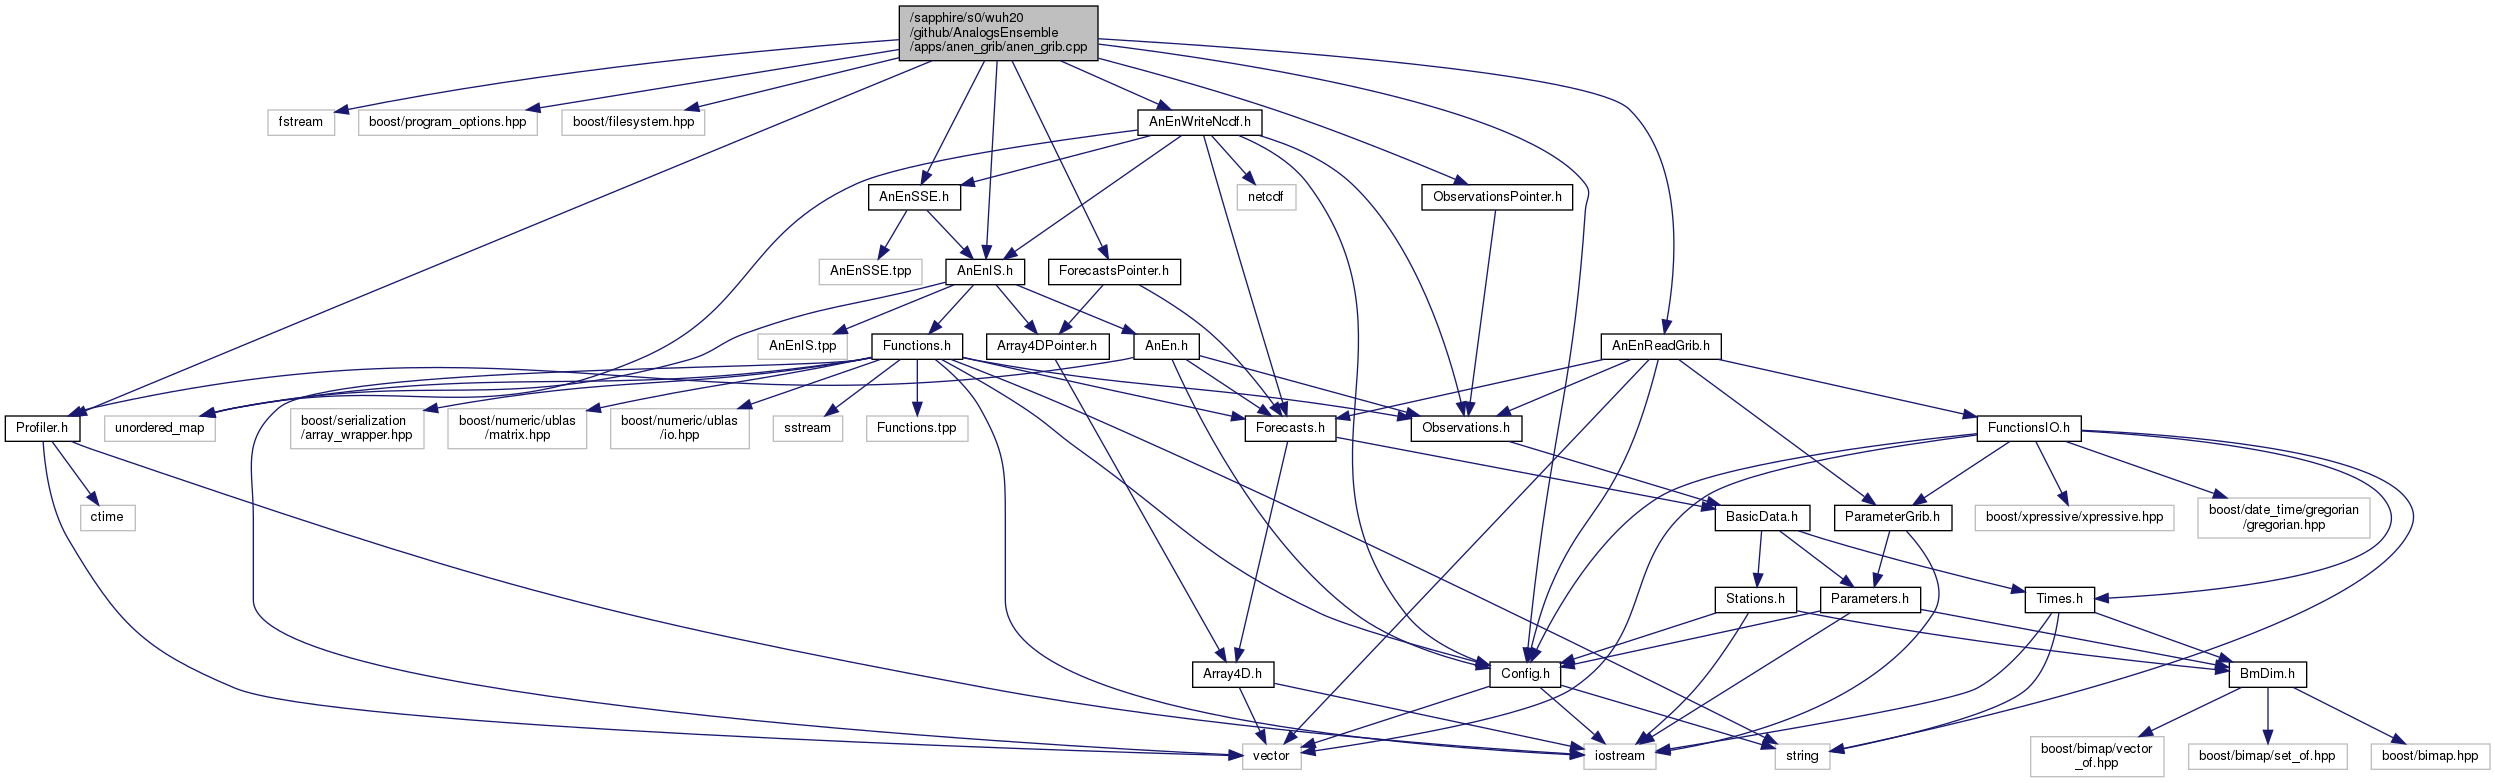 /sapphire/s0/wuh20
/github/AnalogsEnsemble
/apps/anen_grib/anen_grib.cpp
fstream
boost/program_options.hpp
boost/filesystem.hpp
AnEnWriteNcdf.h
AnEnSSE.h
netcdf
ObservationsPointer.h
AnEnSSE.tpp
AnEnIS.h
ForecastsPointer.h
AnEnIS.tpp
Functions.h
Array4DPointer.h
AnEn.h
AnEnReadGrib.h
Profiler.h
unordered_map
boost/serialization
/array_wrapper.hpp
boost/numeric/ublas
/matrix.hpp
boost/numeric/ublas
/io.hpp
sstream
Functions.tpp
Forecasts.h
Observations.h
FunctionsIO.h
ctime
BasicData.h
ParameterGrib.h
boost/xpressive/xpressive.hpp
boost/date_time/gregorian
/gregorian.hpp
Stations.h
Parameters.h
Times.h
Array4D.h
Config.h
BmDim.h
vector
iostream
string
boost/bimap/vector
_of.hpp
boost/bimap/set_of.hpp
boost/bimap.hpp